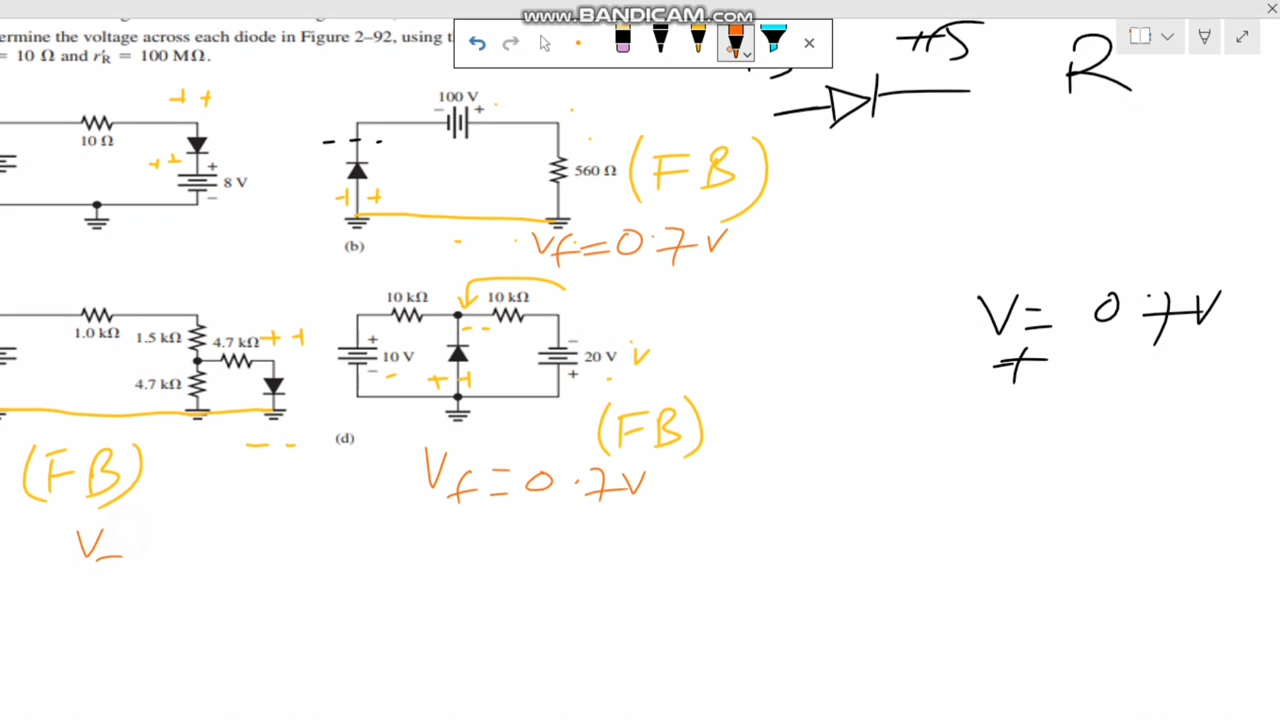 www.BANDICAM.com
ermine the voltage across each diode in Figure 2–92, using t
= 10 Ω and r′R = 100 MΩ.
+5
R
+ +
10 Ω
+ +
+
8 V
−
100 V
− +
- - -
560 Ω
(FB)
+ +
(b)
Vf = 0.7V
V = 0.7V
1.0 kΩ
1.5 kΩ
4.7 kΩ
+ +
4.7 kΩ
- -
(FB)
V=
10 kΩ
10 kΩ
- -
+
10 V
−
-
+ +
−
20 V
+
(d)
(FB)
Vf = 0.7V